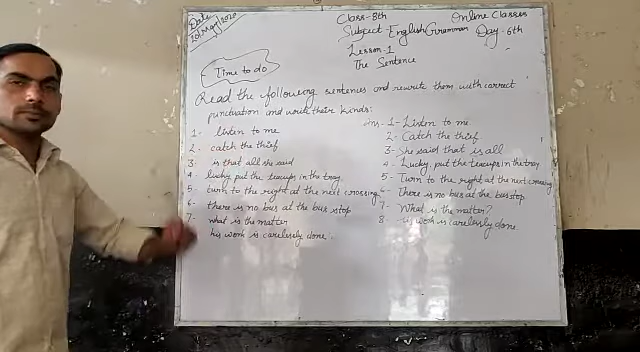 Date
20/May/2020
Class-8th Online Classes
Subject English Grammar Day-6th
Lesson-1
The Sentence
Time to do
Read the following sentences and rewrite them with correct
punctuation and write their kinds:
1- listen to me
2- catch the thief
3- is that all she said
4- lucky put the teacups in the tray
5- turn to the right at the next crossing
6- there is no bus at the bus stop
7- what is the matter
his work is carelessly done.
Ans. 1- Listen to me
2- Catch the thief
3- She said that is all
4- Lucky, put the teacups in the tray
5- Turn to the right at the next crossing
6- There is no bus at the bus stop
7- What is the matter?
8- is work is carelessly done.